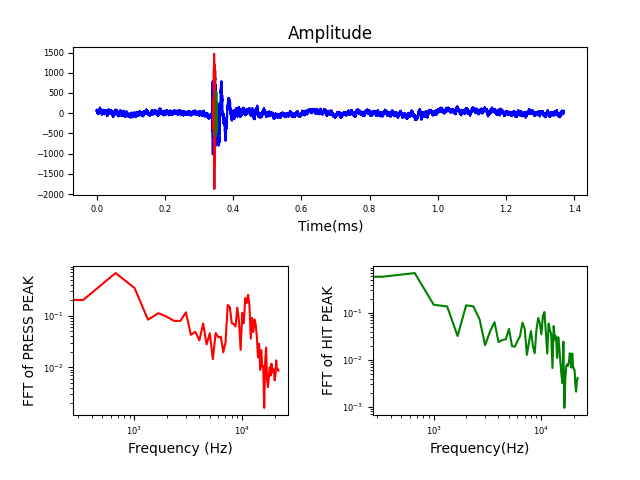 Amplitude
1500
1000
500
0
−500
−1000
−1500
−2000
0.0 0.2 0.4 0.6 0.8 1.0 1.2 1.4
Time(ms)
FFT of PRESS PEAK
10⁻¹
10⁻²
10³ 10⁴
Frequency (Hz)
FFT of HIT PEAK
10⁻¹
10⁻²
10⁻³
10³ 10⁴
Frequency(Hz)